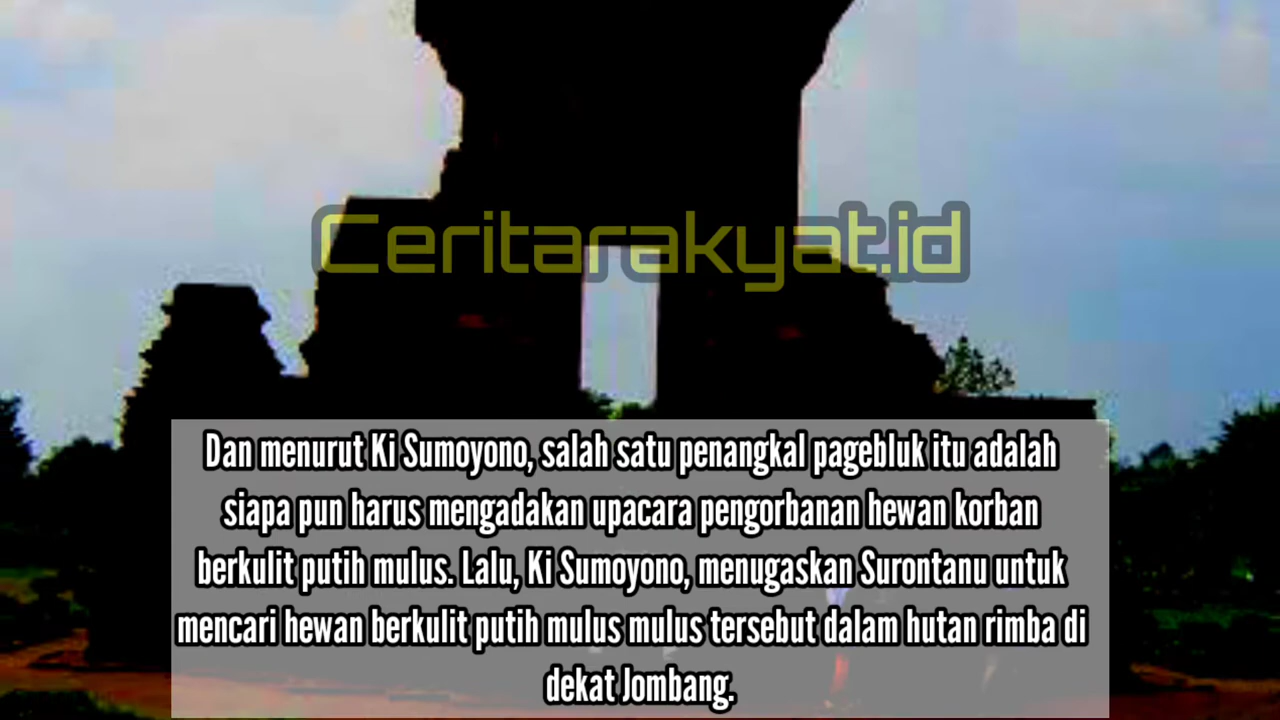 Ceritarakyat.id
Dan menurut Ki Sumoyono, salah satu penangkal pagebluk itu adalah
siapa pun harus mengadakan upacara pengorbanan hewan korban
berkulit putih mulus. Lalu, Ki Sumoyono, menugaskan Surontanu untuk
mencari hewan berkulit putih mulus mulus tersebut dalam hutan rimba di
dekat Jombang.